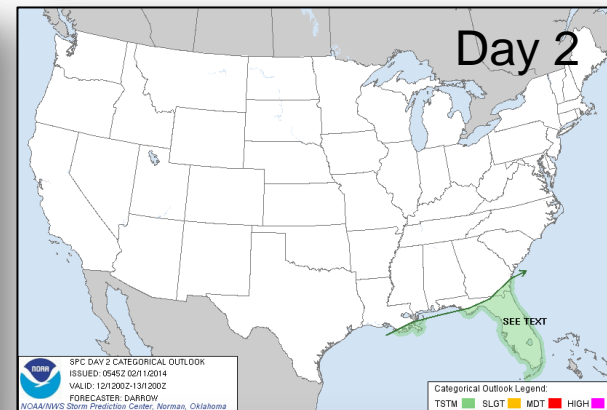 Day 2
SEE TEXT
noaa
SPC DAY 2 CATEGORICAL OUTLOOK
ISSUED: 0545Z 02/11/2014
VALID: 12/1200Z-13/1200Z
FORECASTER: DARROW
NOAA/NWS Storm Prediction Center, Norman, Oklahoma
Categorical Outlook Legend:
TSTM SLGT MDT HIGH